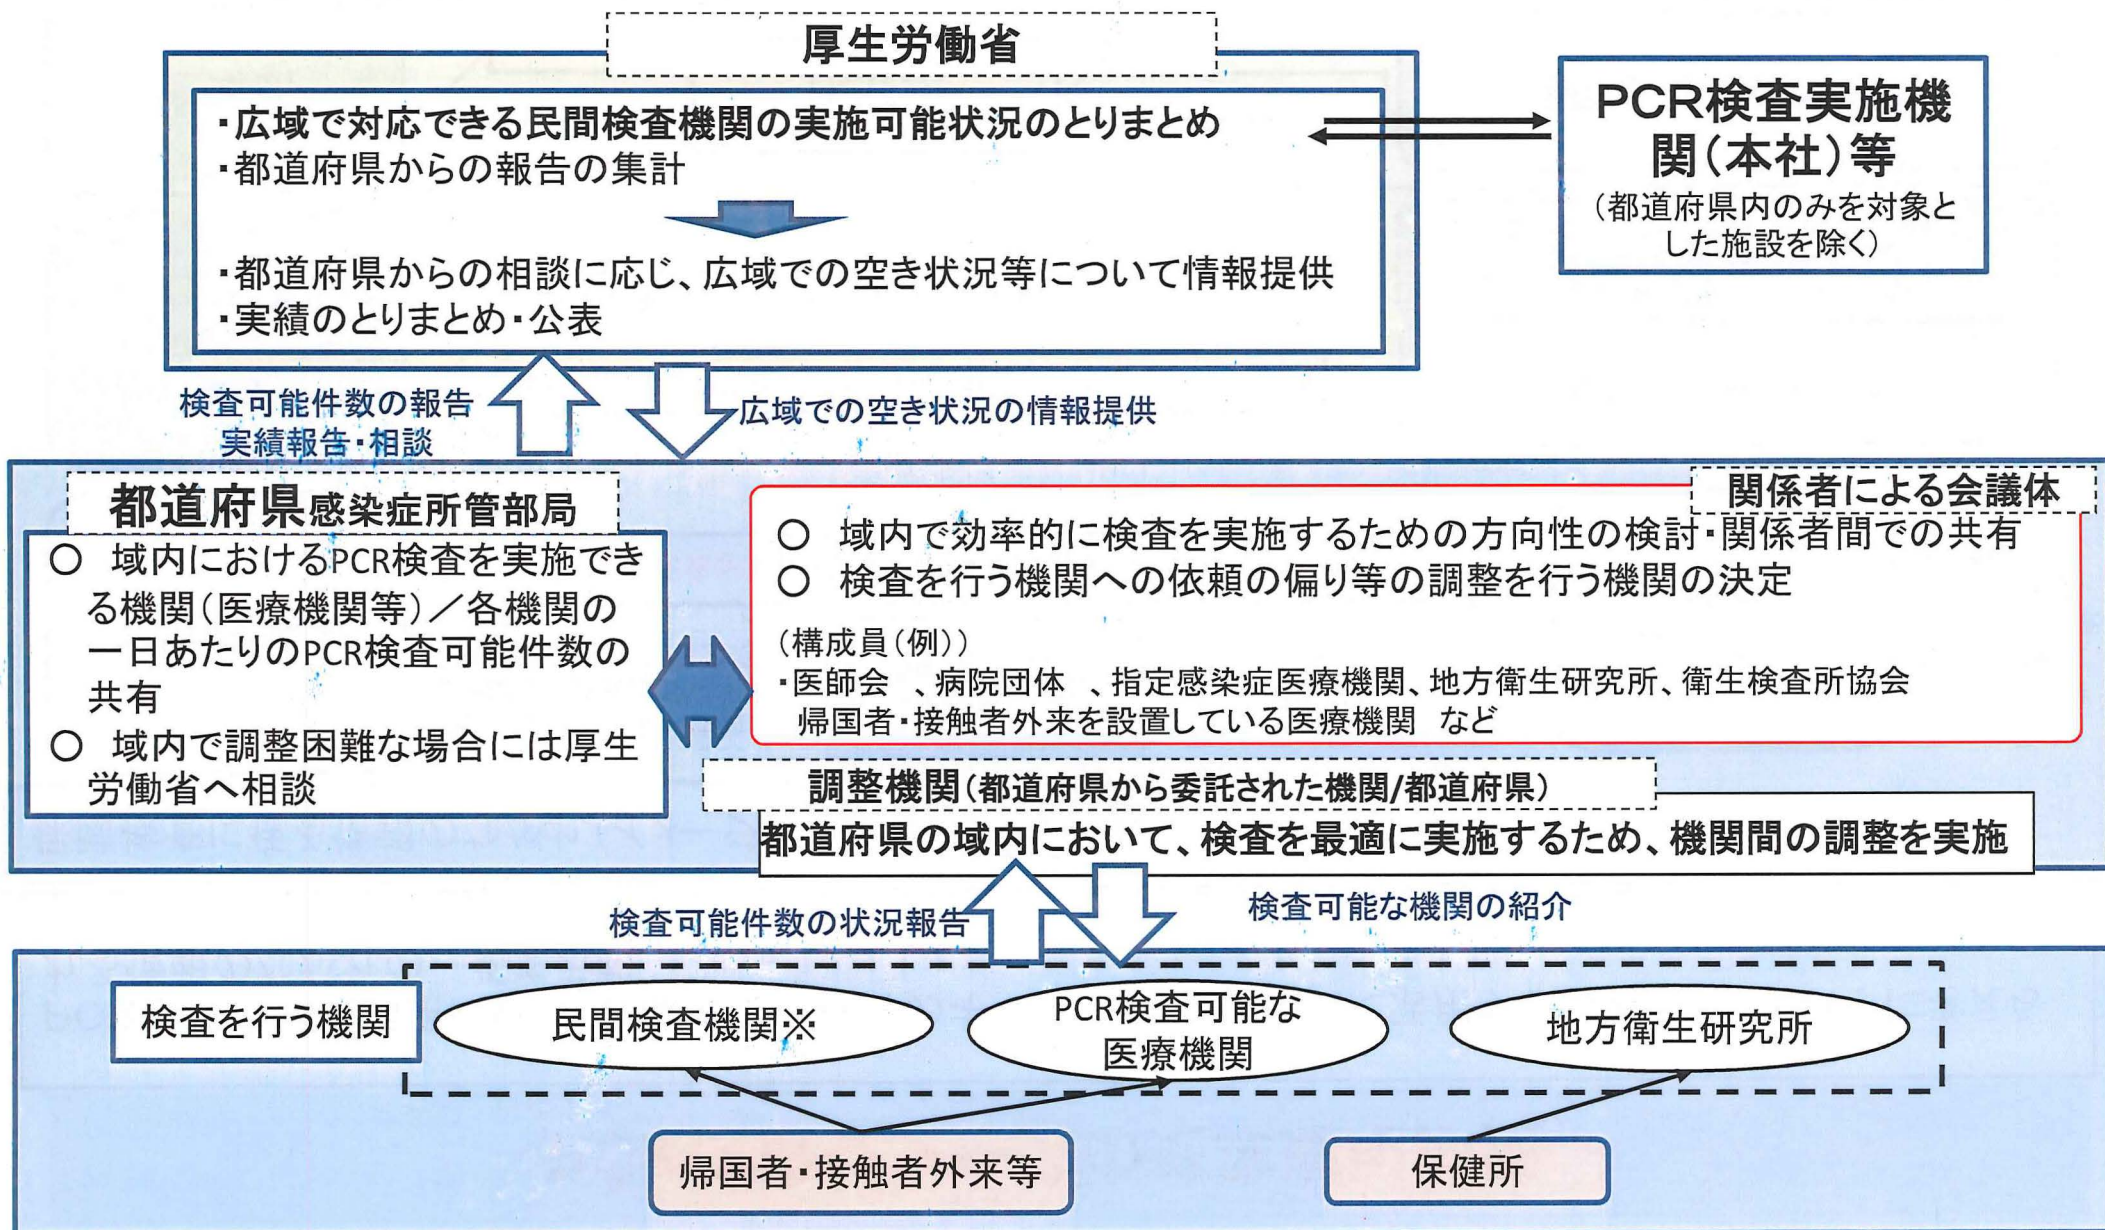 厚生労働省
・広域で対応できる民間検査機関の実施可能状況のとりまとめ
・都道府県からの報告の集計
・都道府県からの相談に応じ、広域での空き状況等について情報提供
・実績のとりまとめ・公表
PCR検査実施機
関(本社)等
(都道府県内のみを対象と
した施設を除く)
検査可能件数の報告
実績報告・相談
広域での空き状況の情報提供
都道府県感染症所管部局
○ 域内におけるPCR検査を実施でき
る機関(医療機関等)/各機関の
一日あたりのPCR検査可能件数の
共有
○ 域内で調整困難な場合には厚生
労働省へ相談
関係者による会議体
○ 域内で効率的に検査を実施するための方向性の検討・関係者間での共有
○ 検査を行う機関への依頼の偏り等の調整を行う機関の決定
(構成員(例))
・医師会 、病院団体 、指定感染症医療機関、地方衛生研究所、衛生検査所協会
帰国者・接触者外来を設置している医療機関 など
調整機関(都道府県から委託された機関/都道府県)
都道府県の域内において、検査を最適に実施するため、機関間の調整を実施
検査可能件数の状況報告
検査可能な機関の紹介
検査を行う機関
民間検査機関※
PCR検査可能な
医療機関
地方衛生研究所
帰国者・接触者外来等
保健所